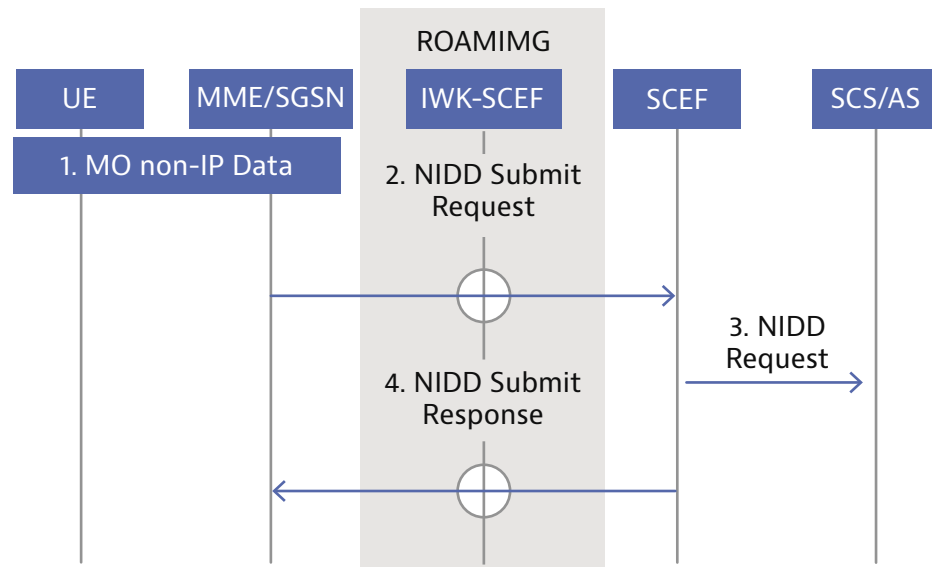 ROAMIMG
UE
MME/SGSN
IWK-SCEF
SCEF
SCS/AS
1. MO non-IP Data
2. NIDD Submit
Request
3. NIDD
Request
4. NIDD Submit
Response